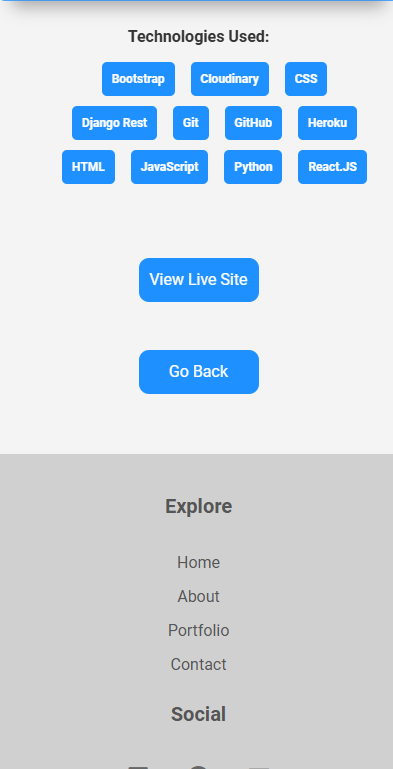 Technologies Used:
Bootstrap Cloudinary CSS
Django Rest Git GitHub Heroku
HTML JavaScript Python React.JS
View Live Site
Go Back
Explore
Home
About
Portfolio
Contact
Social